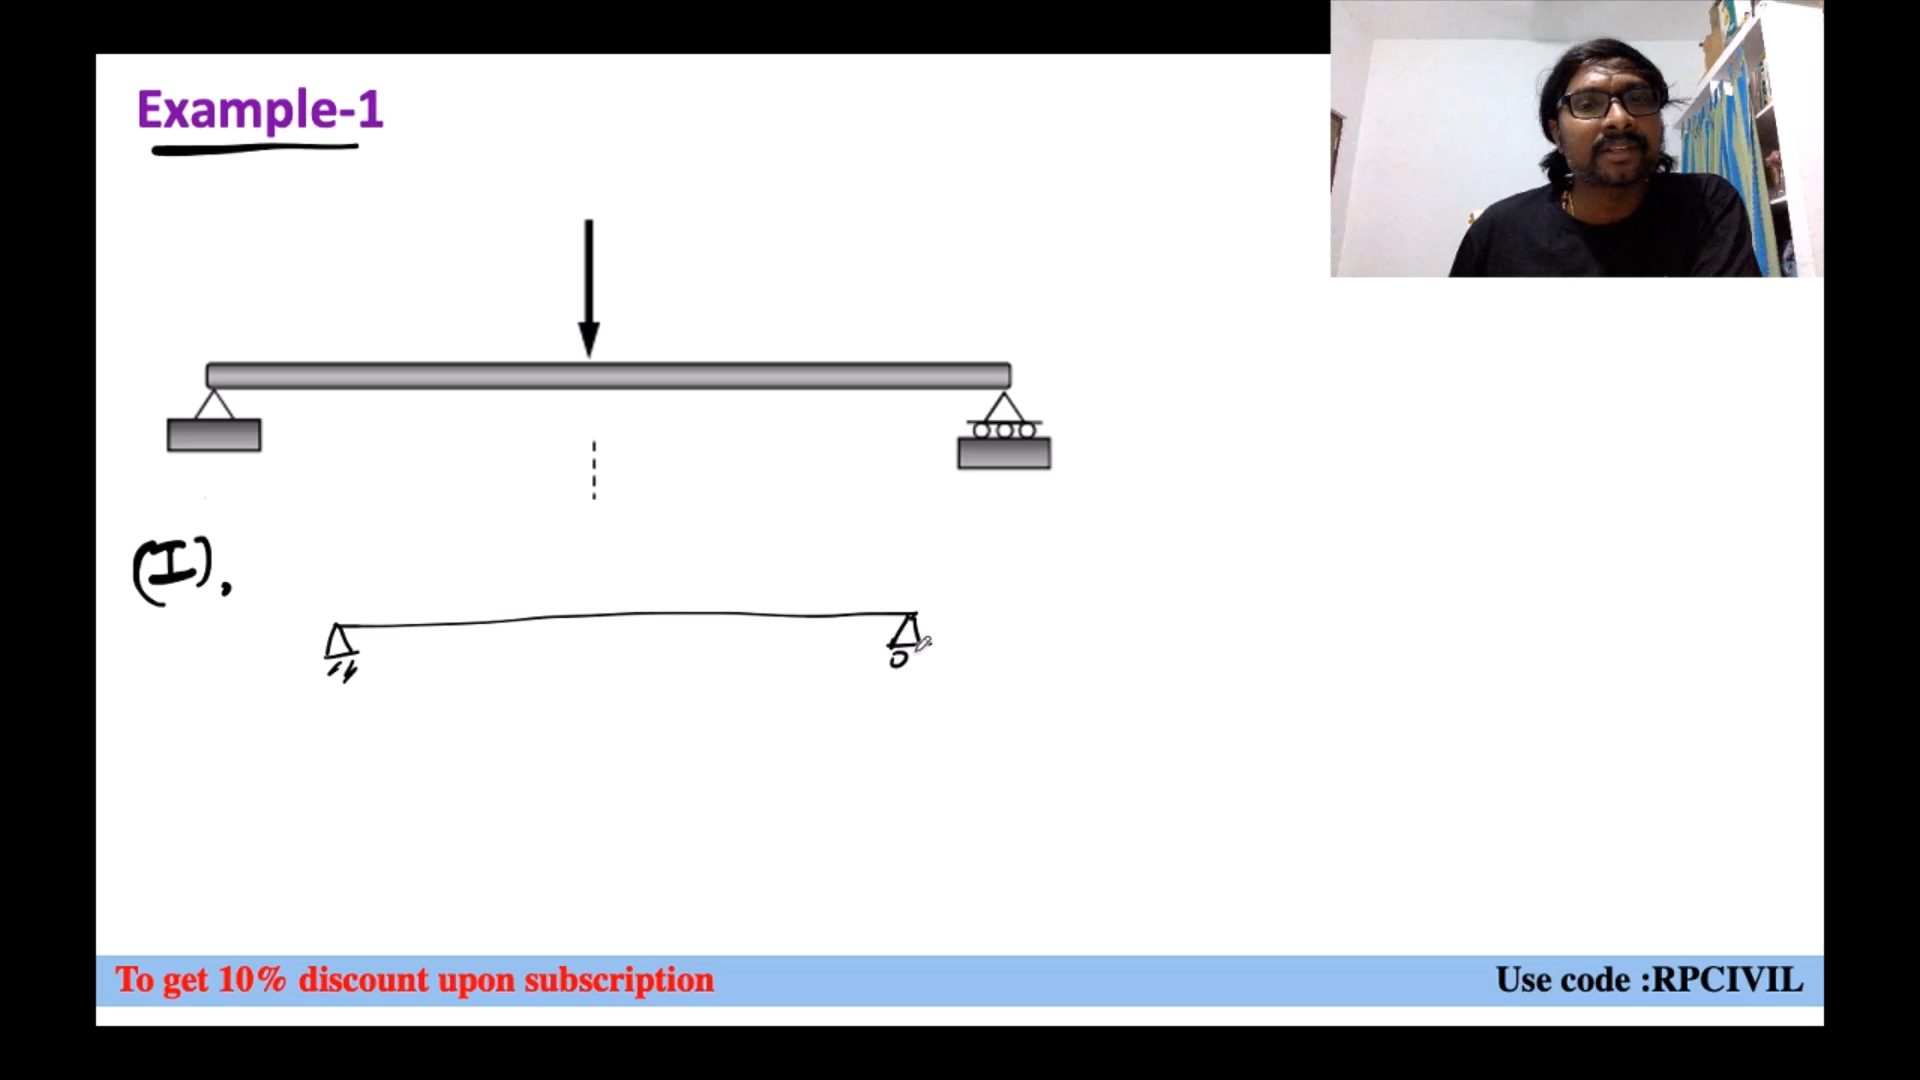 Example-1
(I).
To get 10% discount upon subscription
Use code :RPCIVIL